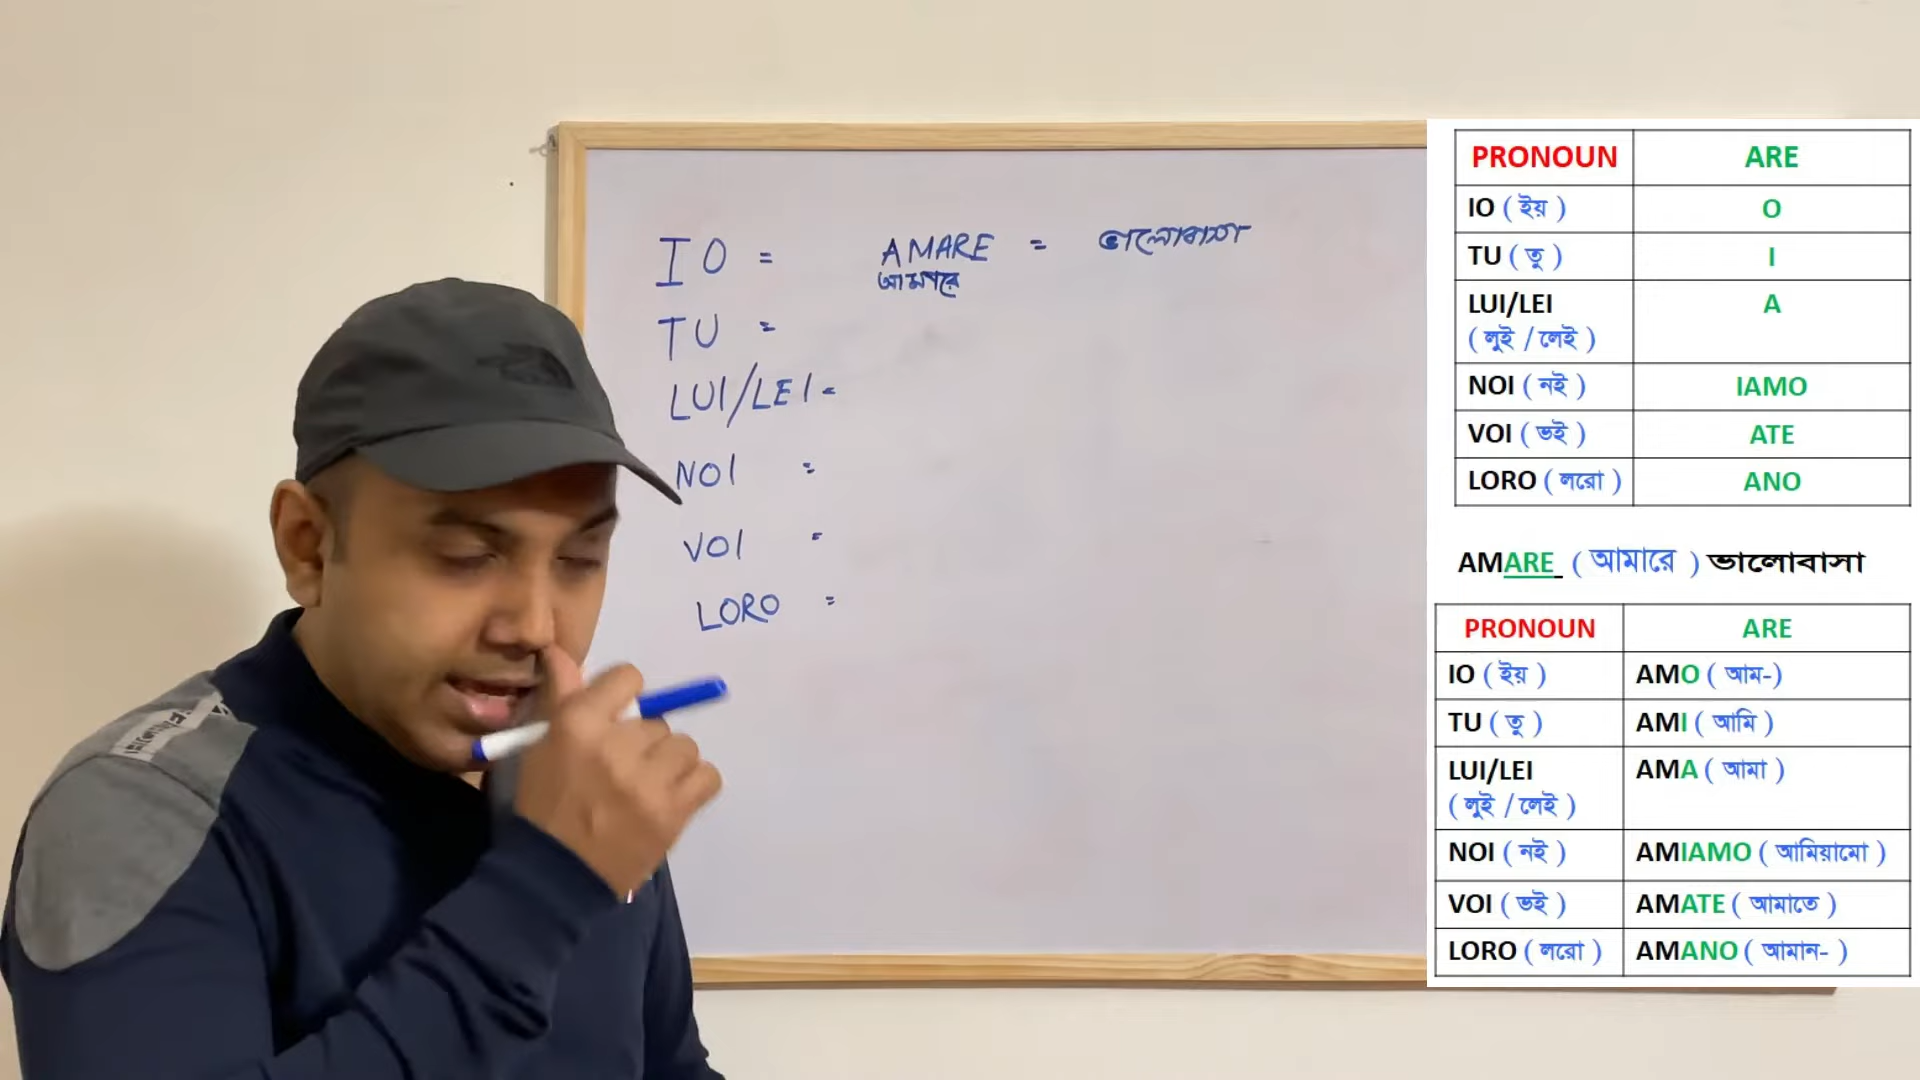 IO = AMARE = ভালোবাসা
আমারে
TU =
LUI/LEI =
NOI =
VOI =
LORO =
PRONOUN ARE
IO ( ইয় ) O
TU ( তু ) I
LUI/LEI A
( লুই / লেই )
NOI ( নই ) IAMO
VOI ( ভই ) ATE
LORO ( লরো ) ANO
AMARE ( আমারে ) ভালোবাসা
PRONOUN ARE
IO ( ইয় ) AMO ( আম-)
TU ( তু ) AMI ( আমি )
LUI/LEI AMA ( আমা )
( লুই / লেই )
NOI ( নই ) AMIAMO ( আমিয়ামো )
VOI ( ভই ) AMATE ( আমাতে )
LORO ( লরো ) AMANO ( আমান- )